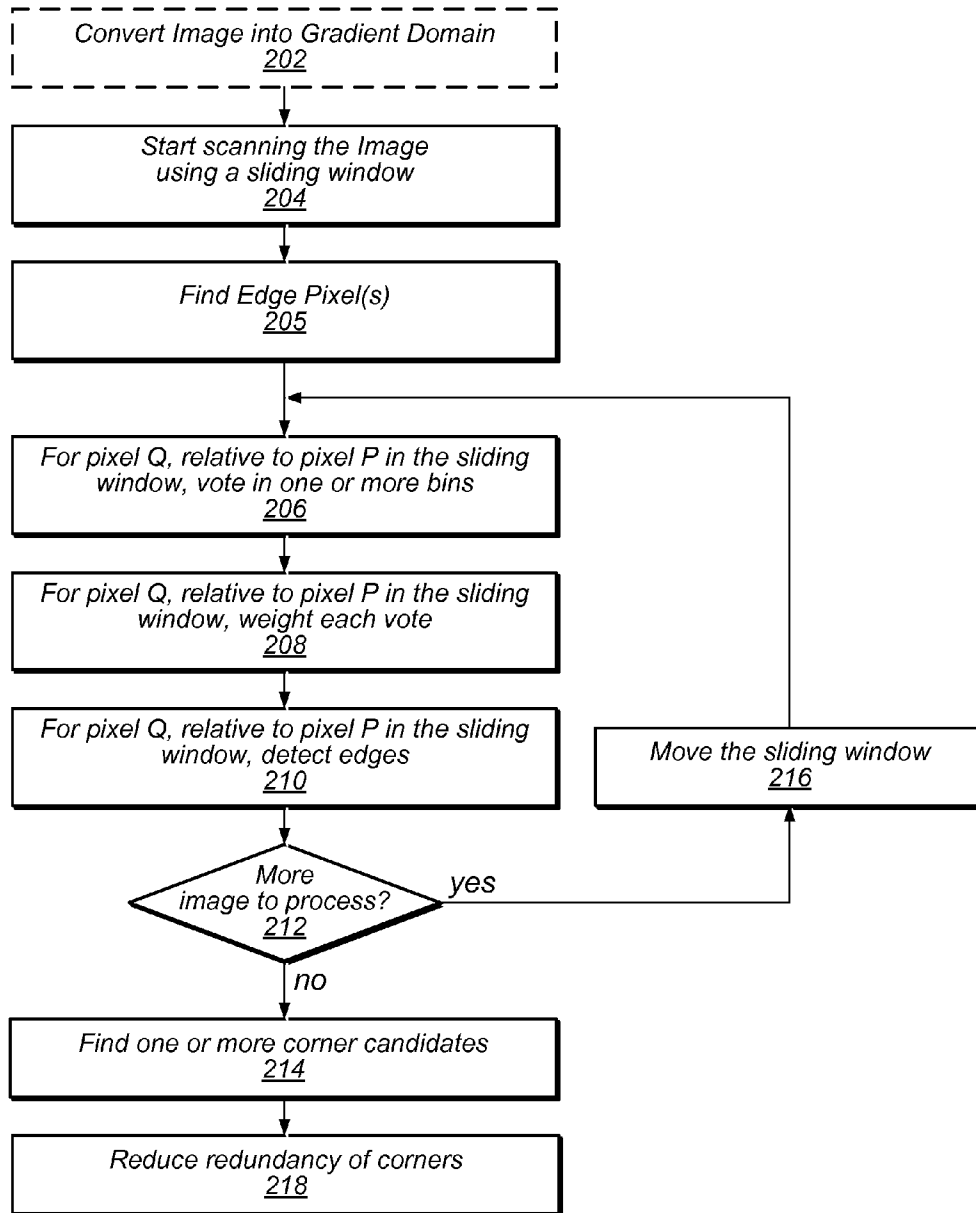 Convert Image into Gradient Domain
202
Start scanning the Image
using a sliding window
204
Find Edge Pixel(s)
205
For pixel Q, relative to pixel P in the sliding
window, vote in one or more bins
206
For pixel Q, relative to pixel P in the sliding
window, weight each vote
208
For pixel Q, relative to pixel P in the sliding
window, detect edges
210
Move the sliding window
216
More
image to process?
212
yes
no
Find one or more corner candidates
214
Reduce redundancy of corners
218